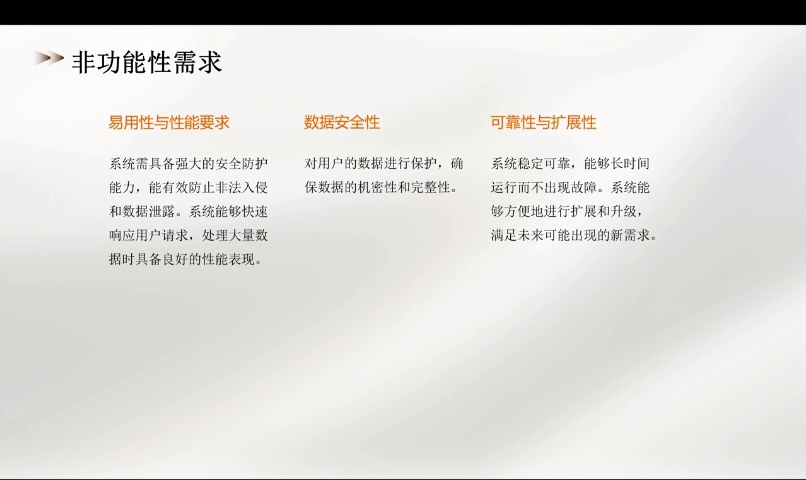 非功能性需求
易用性与性能要求
系统需具备强大的安全防护
能力，能有效防止非法入侵
和数据泄露。系统能够快速
响应用户请求，处理大量数
据时具备良好的性能表现。
数据安全性
对用户的数据进行保护，确
保数据的机密性和完整性。
可靠性与扩展性
系统稳定可靠，能够长时间
运行而不出现故障。系统能
够方便地进行扩展和升级，
满足未来可能出现的新需求。